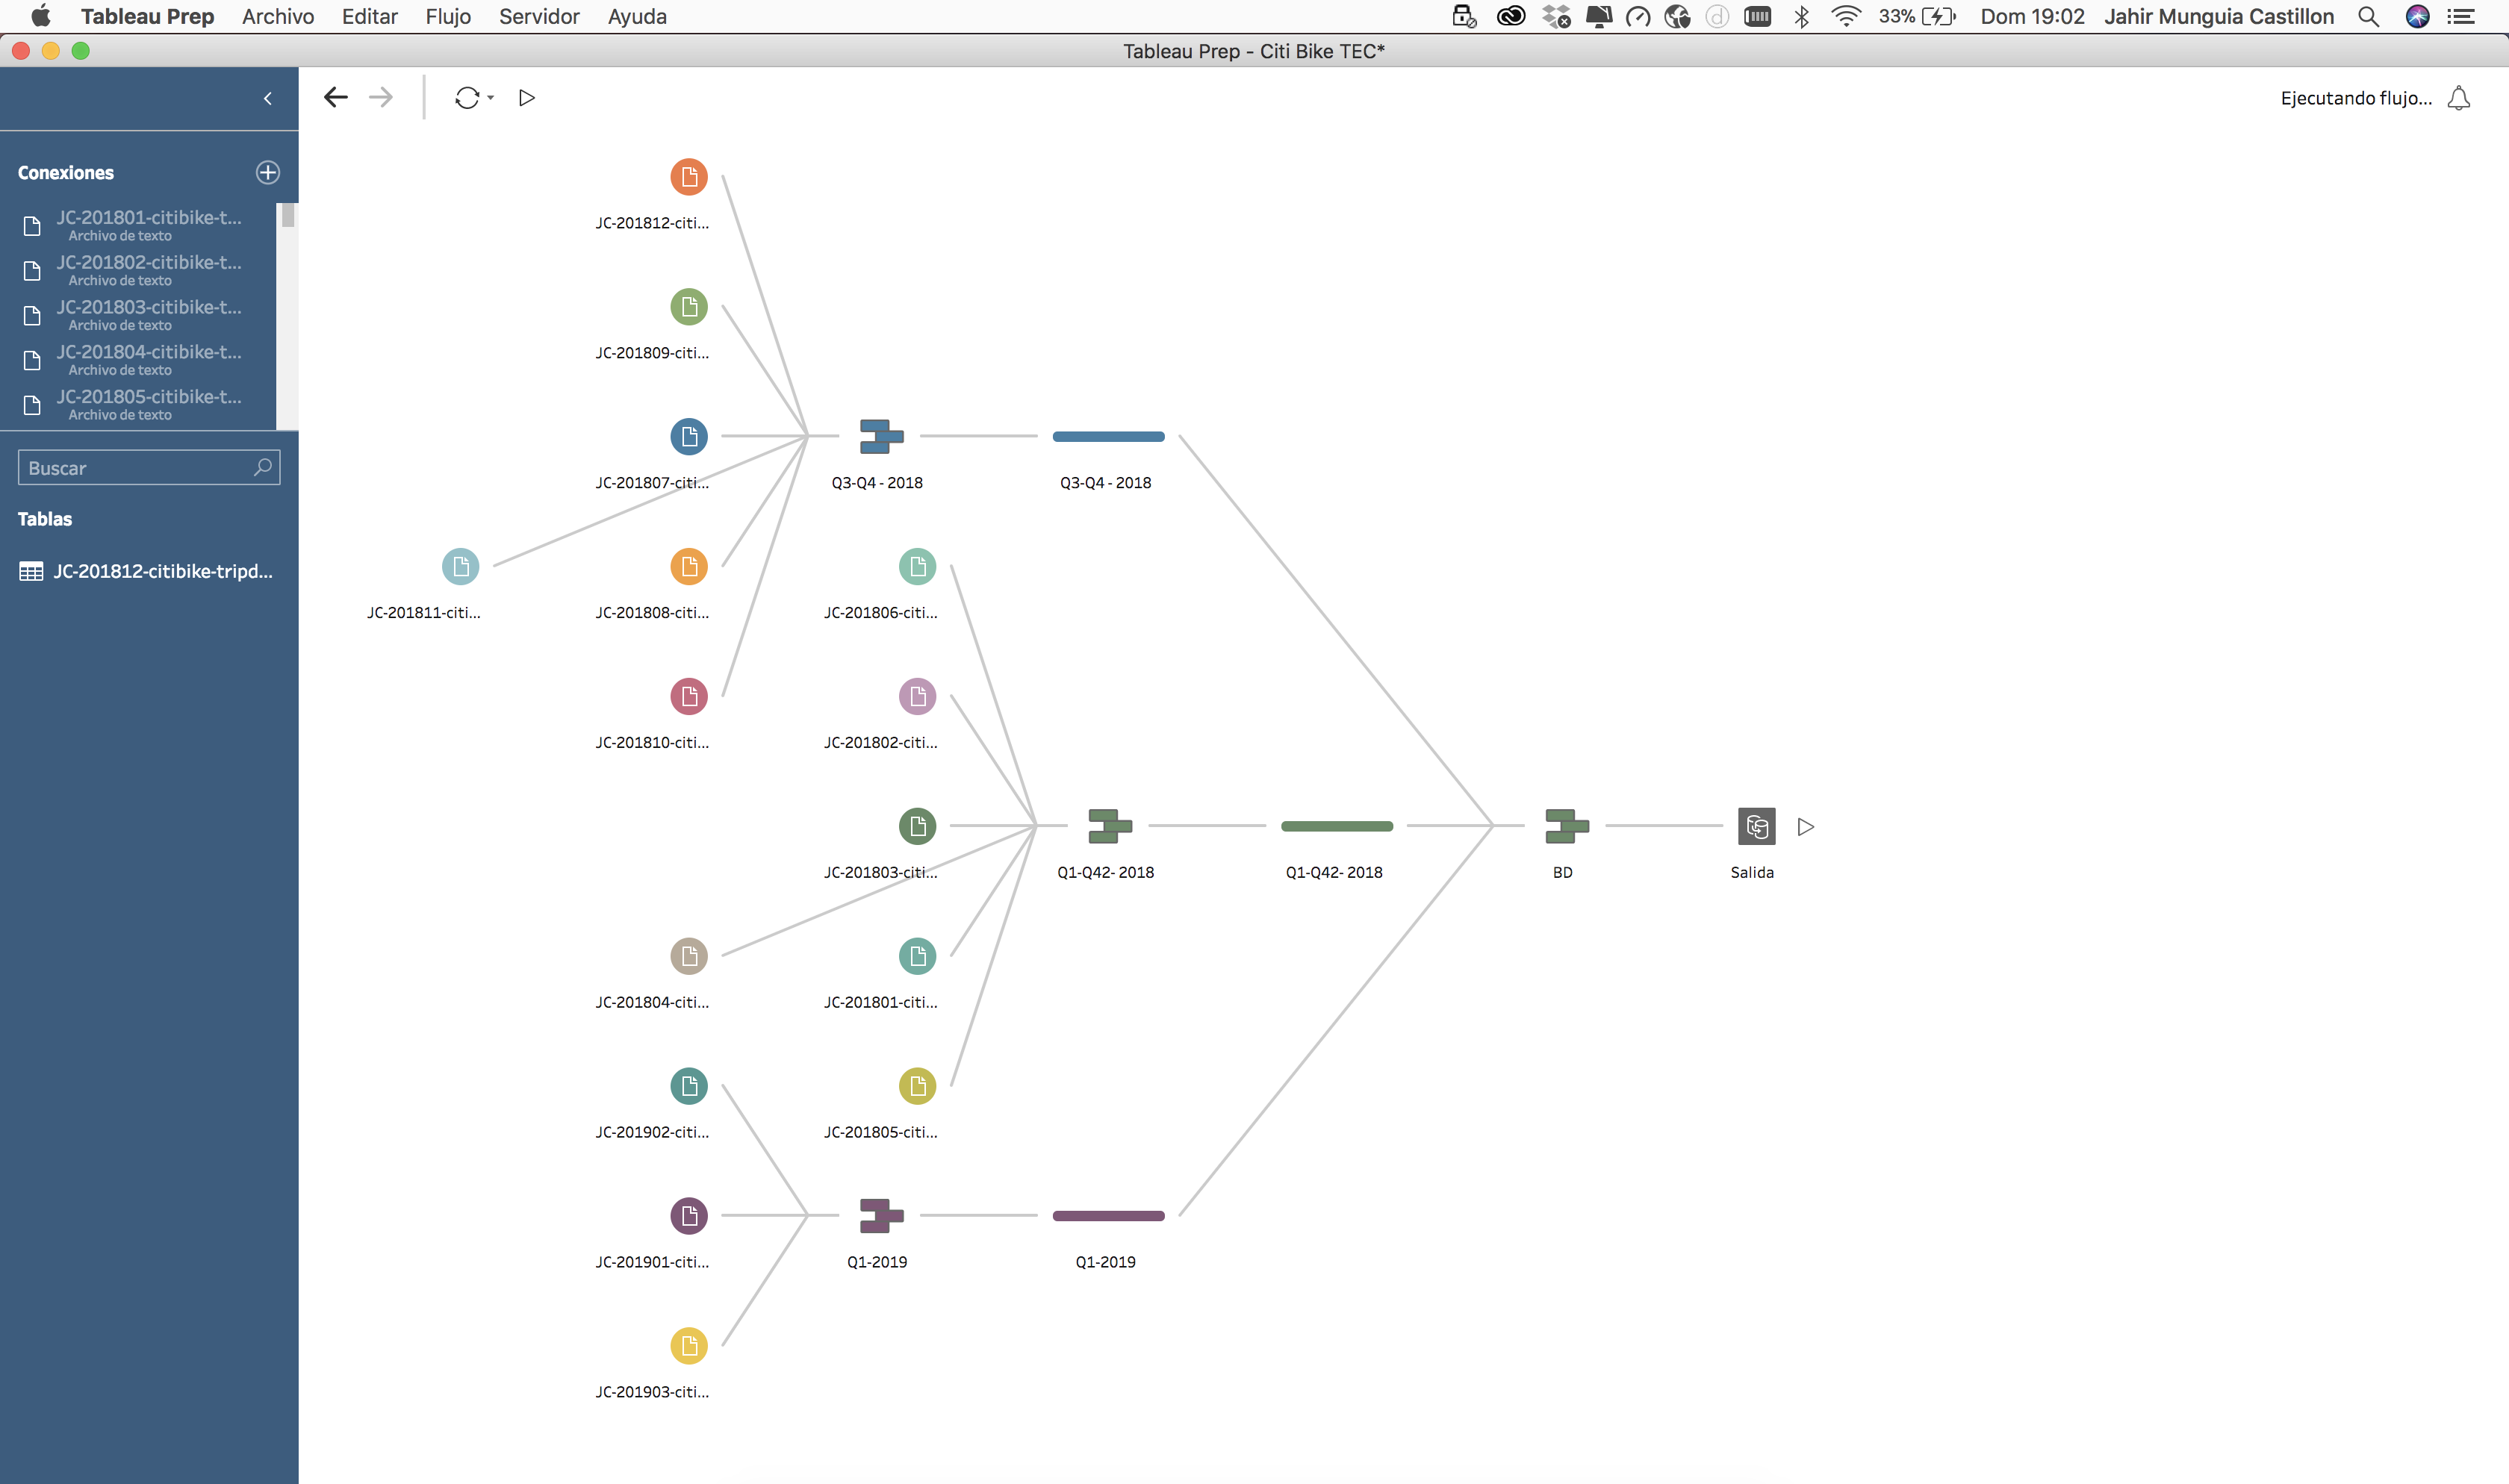 Tableau Prep Archivo Editar Flujo Servidor Ayuda 33% Dom 19:02 Jahir Munguia Castillon
Tableau Prep - Citi Bike TEC*
Ejecutando flujo...
Conexiones
JC-201801-citibike-t...
Archivo de texto
JC-201802-citibike-t...
Archivo de texto
JC-201803-citibike-t...
Archivo de texto
JC-201804-citibike-t...
Archivo de texto
JC-201805-citibike-t...
Archivo de texto
Buscar
Tablas
JC-201812-citibike-tripd...
JC-201812-citi...
JC-201809-citi...
JC-201807-citi... Q3-Q4 - 2018 Q3-Q4 - 2018
JC-201811-citi... JC-201808-citi... JC-201806-citi...
JC-201810-citi... JC-201802-citi...
JC-201803-citi... Q1-Q42- 2018 Q1-Q42- 2018 BD Salida
JC-201804-citi... JC-201801-citi...
JC-201902-citi... JC-201805-citi...
JC-201901-citi... Q1-2019 Q1-2019
JC-201903-citi...